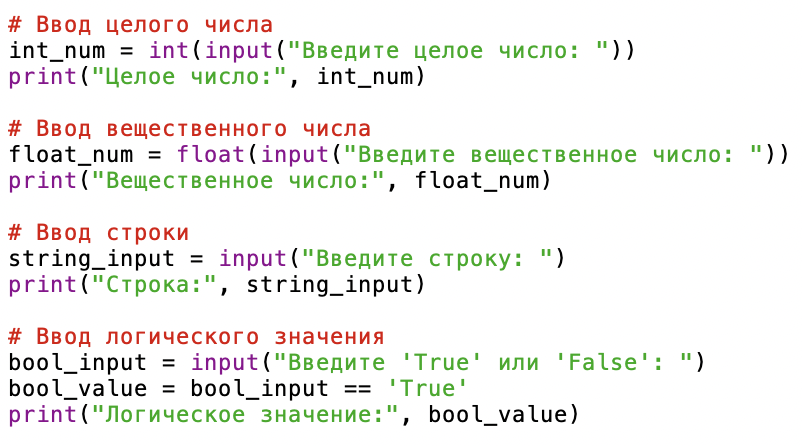 # Ввод целого числа
int_num = int(input("Введите целое число: "))
print("Целое число:", int_num)
# Ввод вещественного числа
float_num = float(input("Введите вещественное число: "))
print("Вещественное число:", float_num)
# Ввод строки
string_input = input("Введите строку: ")
print("Строка:", string_input)
# Ввод логического значения
bool_input = input("Введите 'True' или 'False': ")
bool_value = bool_input == 'True'
print("Логическое значение:", bool_value)